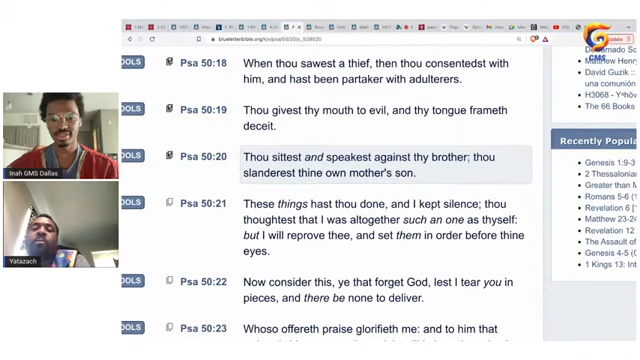 blueletterbible.org/kjv/psa/50/20/s_528020
Update
GMS
OOLS Psa 50:18 When thou sawest a thief, then thou consentedst with
him, and hast been partaker with adulterers.
OOLS Psa 50:19 Thou givest thy mouth to evil, and thy tongue frameth
deceit.
OOLS Psa 50:20 Thou sittest and speakest against thy brother; thou
slanderest thine own mother's son.
OOLS Psa 50:21 These things hast thou done, and I kept silence; thou
thoughtest that I was altogether such an one as thyself:
but I will reprove thee, and set them in order before thine
eyes.
OOLS Psa 50:22 Now consider this, ye that forget God, lest I tear you in
pieces, and there be none to deliver.
OOLS Psa 50:23 Whoso offereth praise glorifieth me: and to him that
Matthew Henry
David Guzik
una comunión
The 66 Books
Recently Popula
Genesis 1:9-3
2 Thessalonian
Greater than M
Romans 5-6 (
Revelation 6 [
Matthew 23-24
Revelation 12
The Assault of
Genesis 4-5 (
1 Kings 13: Int
Inah GMS Dallas
Yatazach